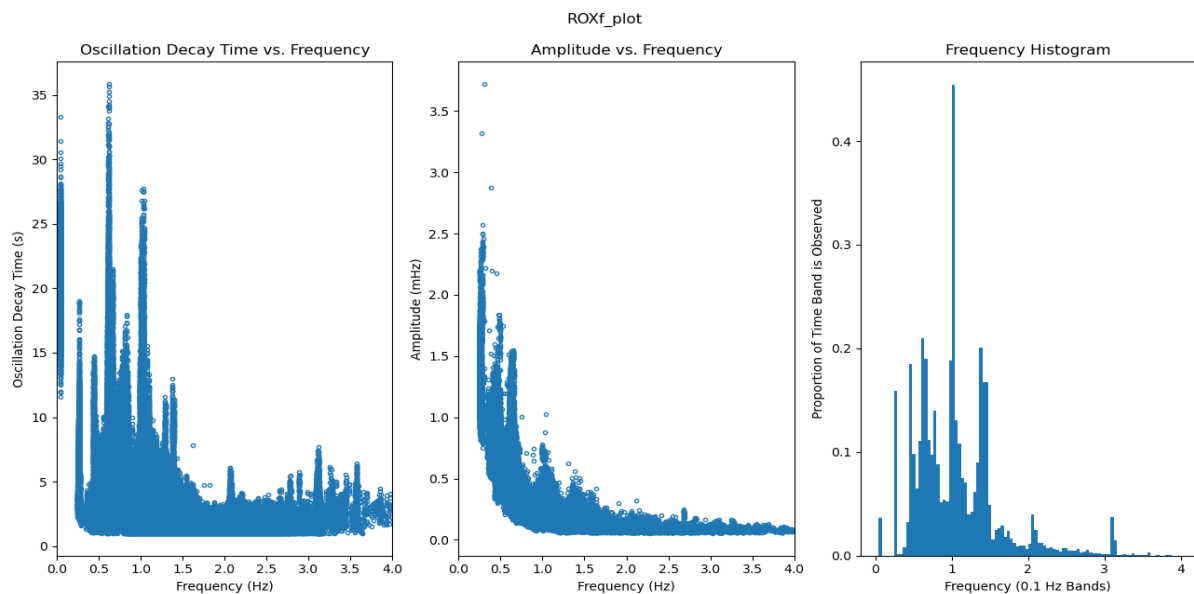 ROXf_plot
Oscillation Decay Time vs. Frequency
Amplitude vs. Frequency
Frequency Histogram
Oscillation Decay Time (s)
35
30
25
20
15
10
5
0
0.0 0.5 1.0 1.5 2.0 2.5 3.0 3.5 4.0
Frequency (Hz)
Amplitude (mHz)
3.5
3.0
2.5
2.0
1.5
1.0
0.5
0.0
0.0 0.5 1.0 1.5 2.0 2.5 3.0 3.5 4.0
Frequency (Hz)
Proportion of Time Band is Observed
0.4
0.3
0.2
0.1
0.0
0 1 2 3 4
Frequency (0.1 Hz Bands)